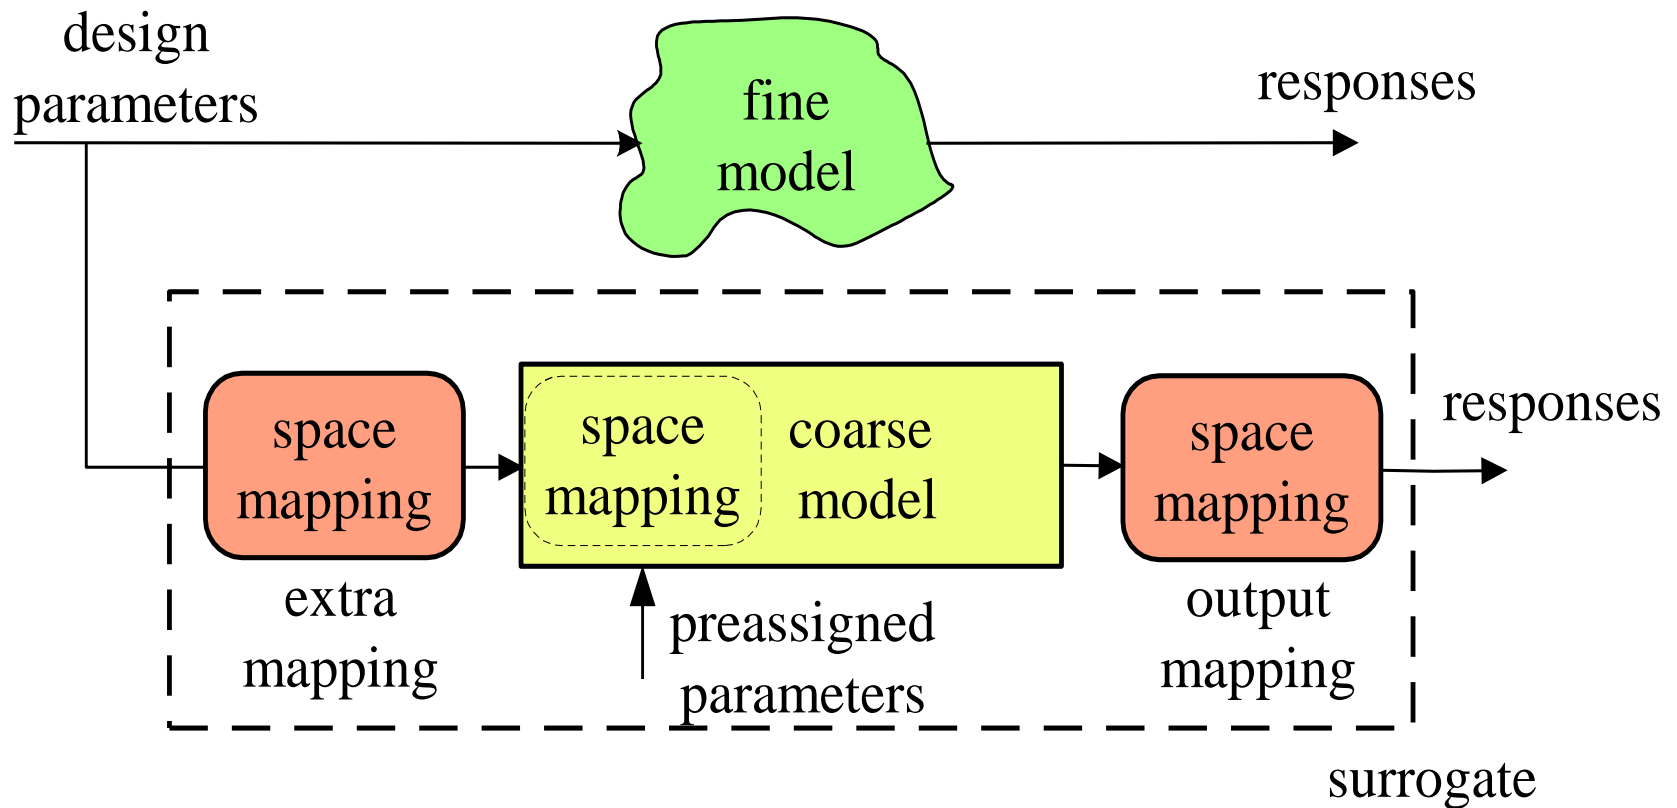 design
parameters
fine
model
responses
space
mapping
extra
mapping
space
mapping
coarse
model
preassigned
parameters
space
mapping
output
mapping
responses
surrogate